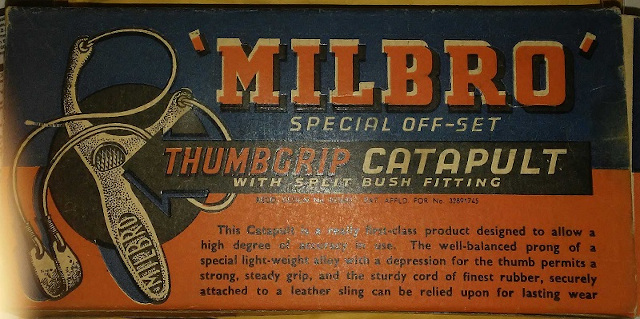 'MILBRO'
SPECIAL OFF-SET
THUMBGRIP CATAPULT
WITH SPLIT BUSH FITTING
FOR No. 32891745
This Catapult is a really first-class product designed to allow a
high degree of accuracy in use. The well-balanced prong of
special light-weight alloy with a depression for the thumb permits a
strong, steady grip, and the sturdy cord of finest rubber, securely
attached to a leather sling can be relied upon for lasting wear
MILBRO